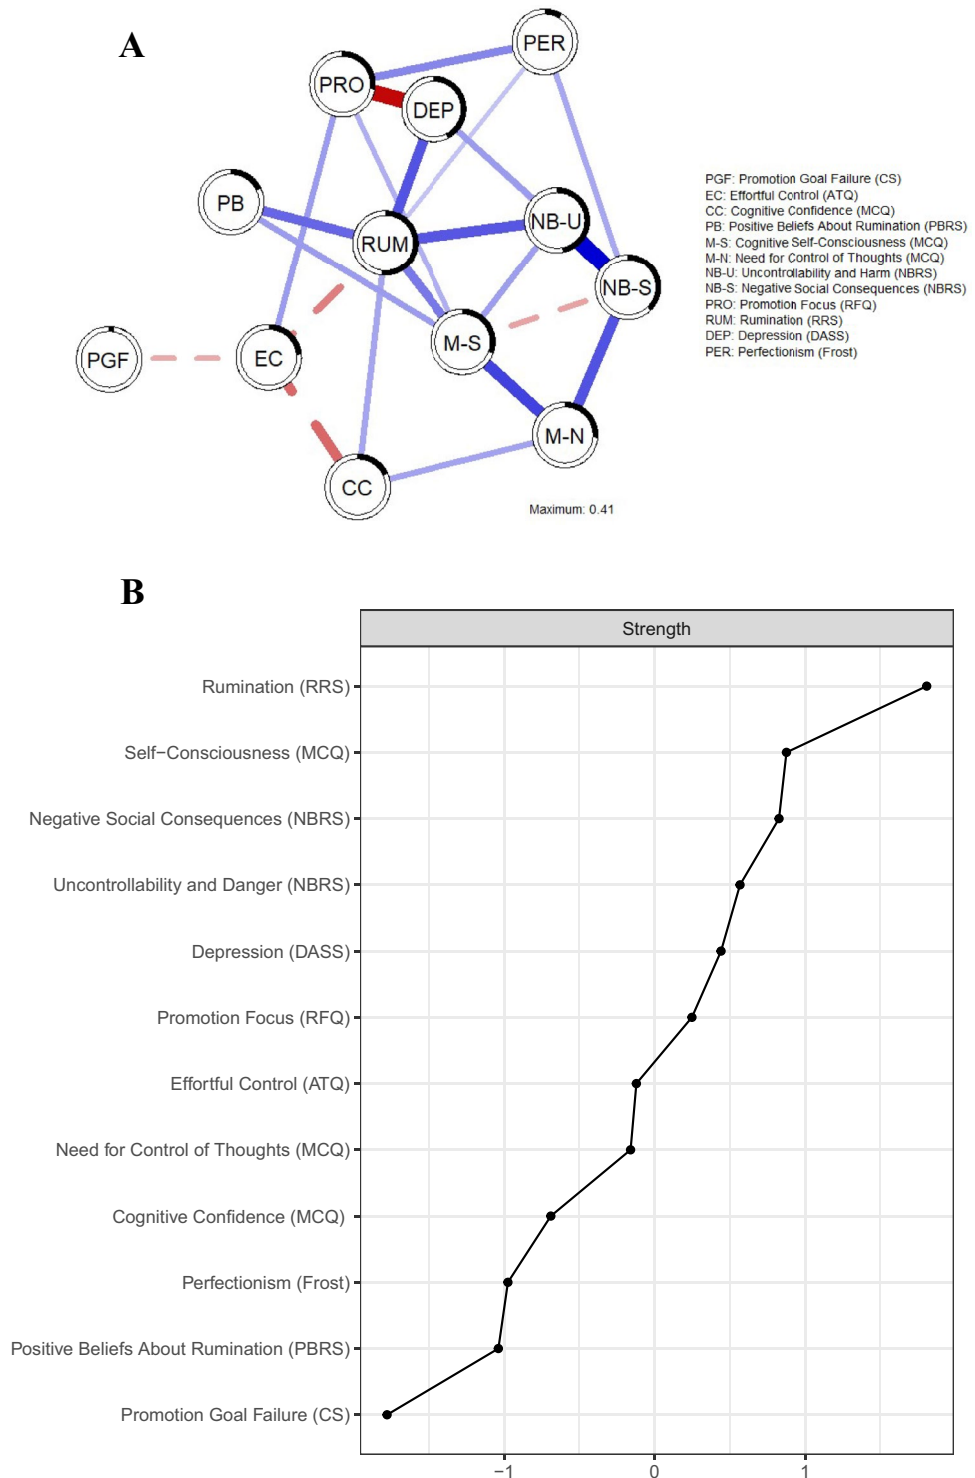 A
PER
PRO
DEP
PB
NB-U
RUM
NB-S
M-S
PGF
EC
M-N
CC
PGF: Promotion Goal Failure (CS)
EC: Effortful Control (ATQ)
CC: Cognitive Confidence (MCQ)
PB: Positive Beliefs About Rumination (PBRS)
M-S: Cognitive Self-Consciousness (MCQ)
M-N: Need for Control of Thoughts (MCQ)
NB-U: Uncontrollability and Harm (NBRS)
NB-S: Negative Social Consequences (NBRS)
PRO: Promotion Focus (RFQ)
RUM: Rumination (RRS)
DEP: Depression (DASS)
PER: Perfectionism (Frost)
Maximum: 0.41
B
Strength
Rumination (RRS)
Self−Consciousness (MCQ)
Negative Social Consequences (NBRS)
Uncontrollability and Danger (NBRS)
Depression (DASS)
Promotion Focus (RFQ)
Effortful Control (ATQ)
Need for Control of Thoughts (MCQ)
Cognitive Confidence (MCQ)
Perfectionism (Frost)
Positive Beliefs About Rumination (PBRS)
Promotion Goal Failure (CS)
−1 0 1